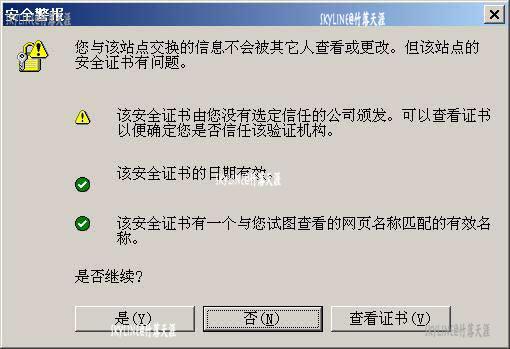 安全警报
SKYLINE@竹落天涯
您与该站点交换的信息不会被其它人查看或更改。但该站点的
安全证书有问题。
该安全证书由您没有选定信任的公司颁发。可以查看证书
以便确定您是否信任该验证机构。
该安全证书的日期有效。
SKYLINE@竹落天涯
该安全证书有一个与您试图查看的网页名称匹配的有效名
称。
是否继续?
是(Y)
否(N)
查看证书(V)
SKYLINE@竹落天涯
SKYLINE@竹落天涯